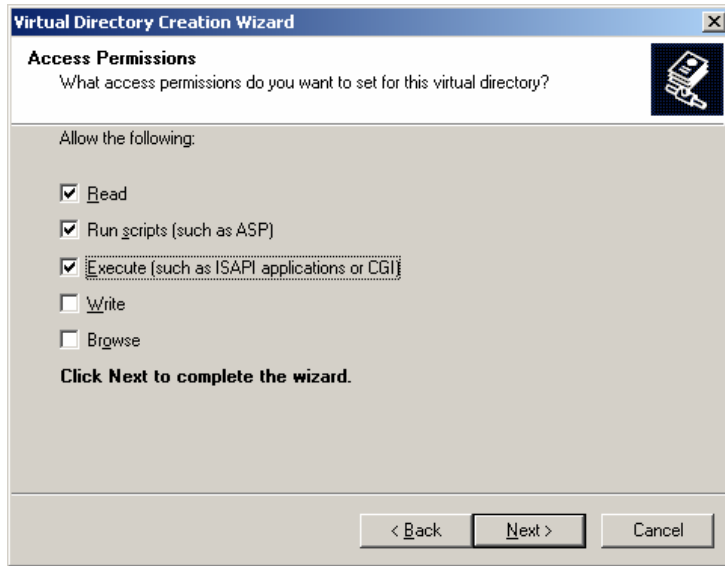 Virtual Directory Creation Wizard
Access Permissions
What access permissions do you want to set for this virtual directory?
Allow the following:
Read
Run scripts (such as ASP)
Execute (such as ISAPI applications or CGI)
Write
Browse
Click Next to complete the wizard.
< Back Next > Cancel